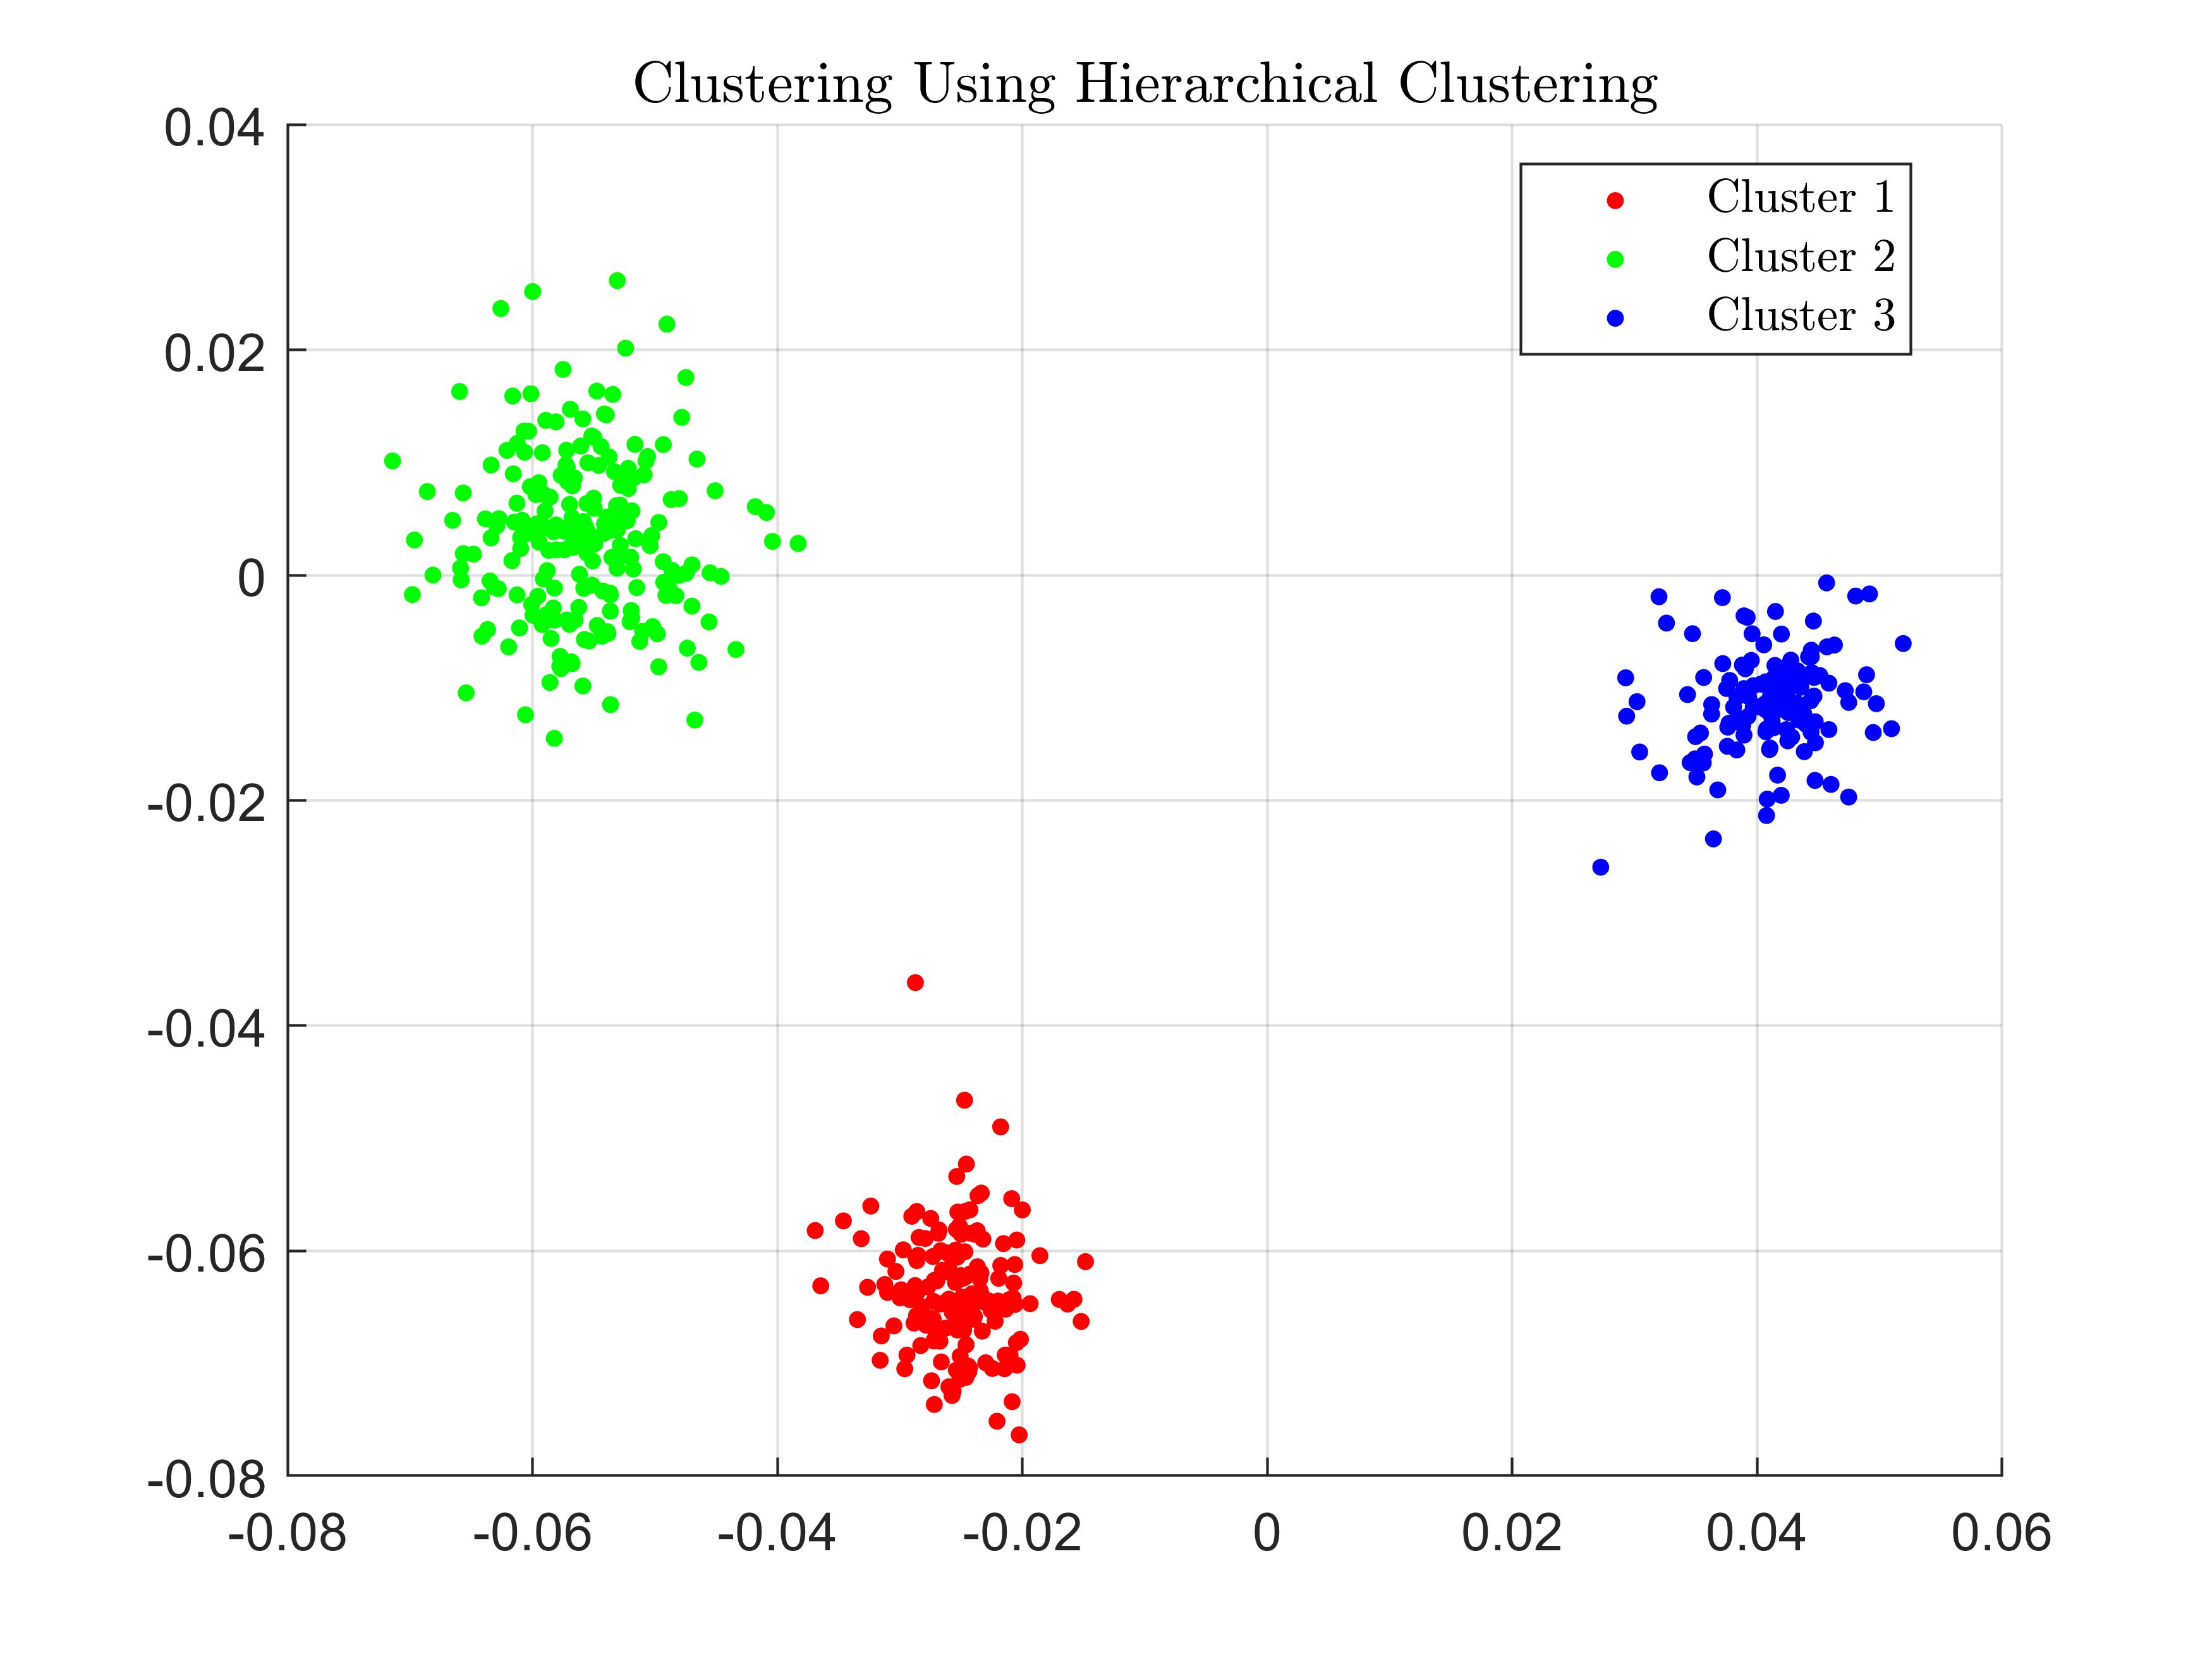 Clustering Using Hierarchical Clustering
0.04
0.02
0
-0.02
-0.04
-0.06
-0.08
-0.08 -0.06 -0.04 -0.02 0 0.02 0.04 0.06
Cluster 1
Cluster 2
Cluster 3